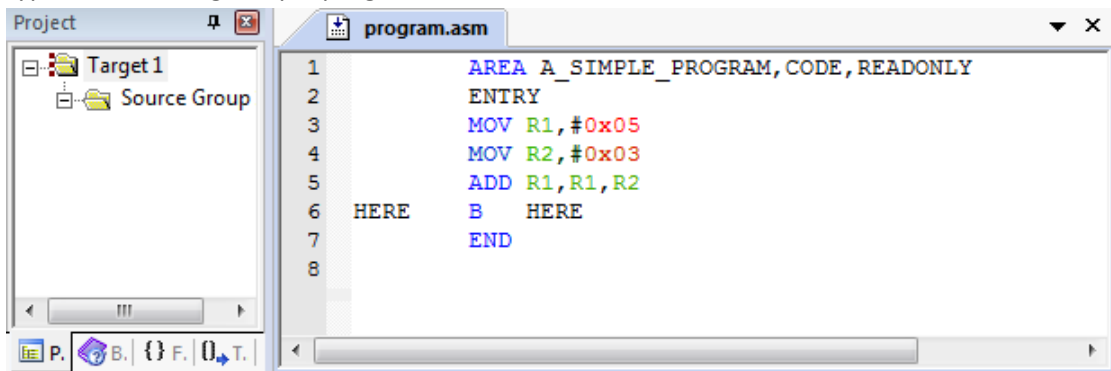 Project
program.asm
Target 1
Source Group
1 AREA A_SIMPLE_PROGRAM,CODE,READONLY
2 ENTRY
3 MOV R1,#0x05
4 MOV R2,#0x03
5 ADD R1,R1,R2
6 HERE B HERE
7 END
8
P. B. {} F. T.